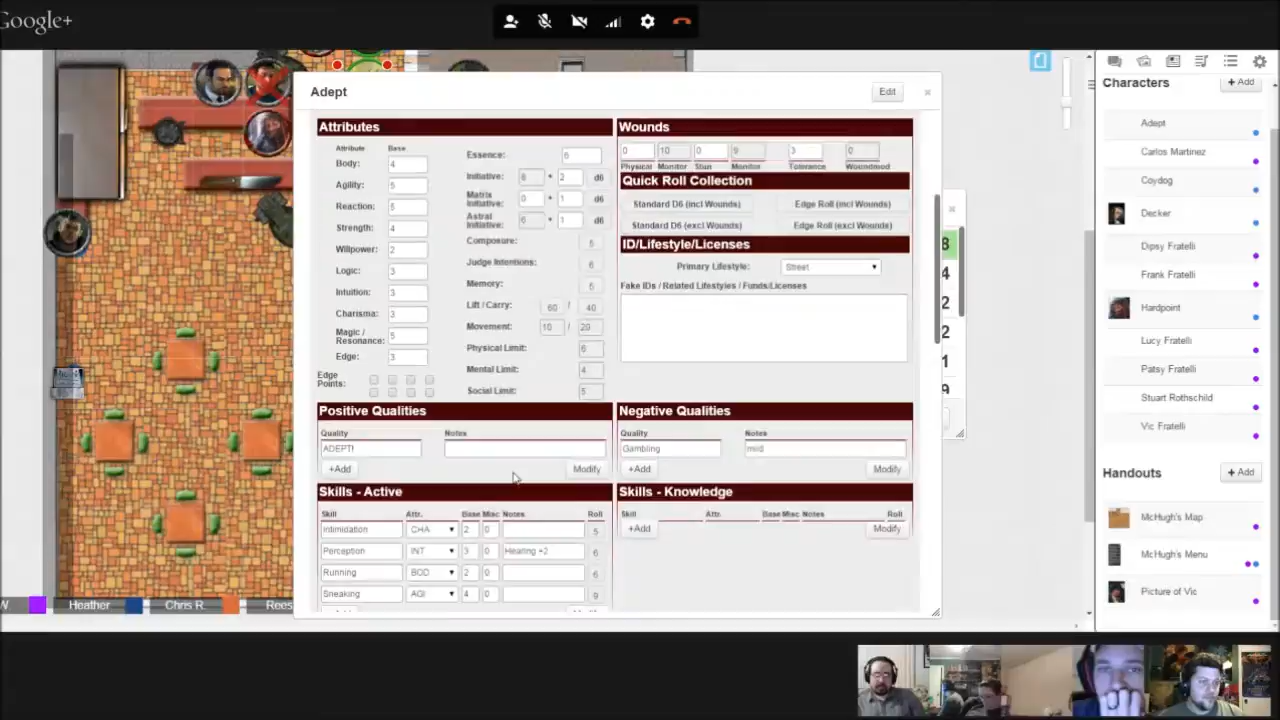 Google+
Adept
Edit
×
Attributes
Attribute Base
Body: 4
Agility: 5
Reaction: 5
Strength: 4
Willpower: 2
Logic: 3
Intuition: 3
Charisma: 3
Magic / Resonance: 5
Edge: 3
Edge Points:
Essence: 6
Initiative: 8 + 2 d6
Matrix Initiative: 0 + 1 d6
Astral Initiative: 6 + 1 d6
Composure: 5
Judge Intentions: 6
Memory: 5
Lift / Carry: 60 / 40
Movement: 10 / 20
Physical Limit: 6
Mental Limit: 4
Social Limit: 5
Wounds
0 10 0 9 3 0
Physical Monitor Stun Monitor Tolerance Woundmod
Quick Roll Collection
Standard D6 (incl Wounds) Edge Roll (incl Wounds)
Standard D6 (excl Wounds) Edge Roll (excl Wounds)
ID/Lifestyle/Licenses
Primary Lifestyle: Street
Fake IDs / Related Lifestyles / Funds/Licenses
Positive Qualities
Quality Notes
ADEPT!
+Add Modify
Negative Qualities
Quality Notes
Gambling mild
+Add Modify
Skills - Active
Skill Attr. Base Misc Notes Roll
Intimidation CHA 2 0 5
Perception INT 3 0 Hearing +2 6
Running BOD 2 0 6
Sneaking AGI 4 0 9
Skills - Knowledge
Skill Attr. Base Misc Notes Roll
+Add Modify
×
8
4
2
2
1
9
Characters
+ Add
Adept
Carlos Martinez
Coydog
Decker
Dipsy Fratelli
Frank Fratelli
Hardpoint
Lucy Fratelli
Patsy Fratelli
Stuart Rothschild
Vic Fratelli
Handouts
+ Add
McHugh's Map
McHugh's Menu
Picture of Vic
W. Heather Chris R. Rees